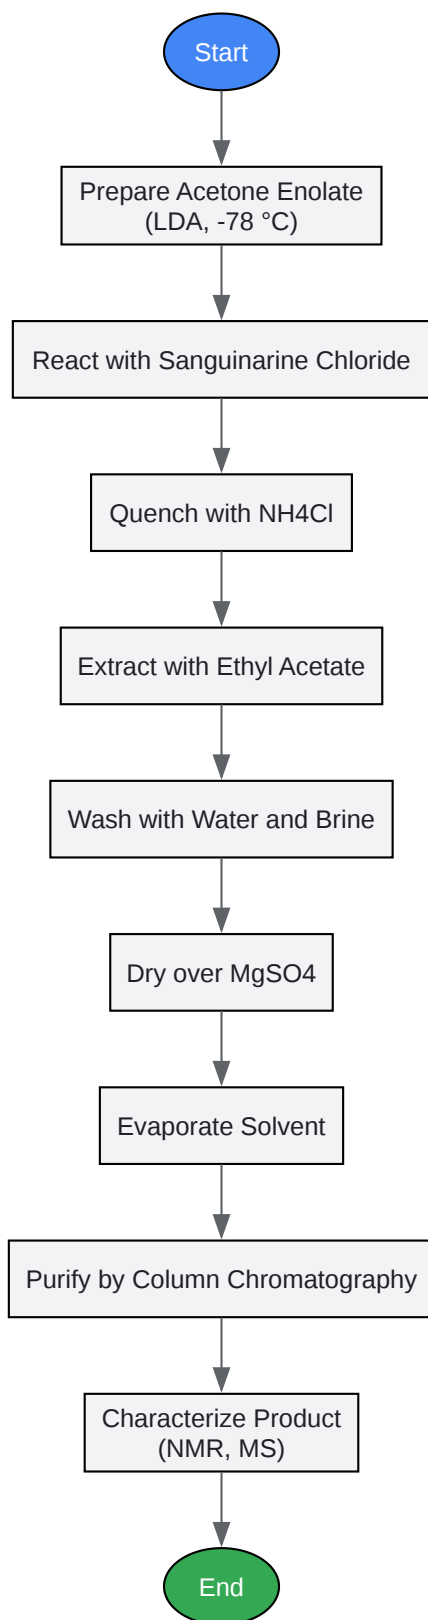 Start
Prepare Acetone Enolate
(LDA, -78 °C)
React with Sanguinarine Chloride
Quench with NH4Cl
Extract with Ethyl Acetate
Wash with Water and Brine
Dry over MgSO4
Evaporate Solvent
Purify by Column Chromatography
Characterize Product
(NMR, MS)
End